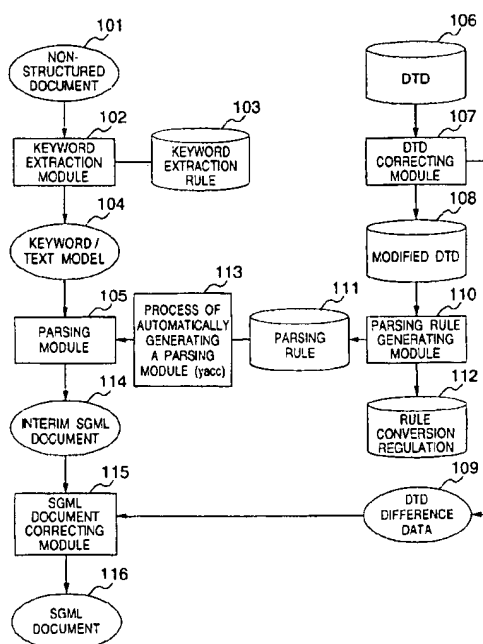 101
NON-
STRUCTURED
DOCUMENT
102
KEYWORD
EXTRACTION
MODULE
103
KEYWORD
EXTRACTION
RULE
104
KEYWORD /
TEXT MODEL
105
PARSING
MODULE
113
PROCESS OF
AUTOMATICALLY
GENERATING
A PARSING
MODULE (yacc)
111
PARSING
RULE
114
INTERIM SGML
DOCUMENT
115
SGML
DOCUMENT
CORRECTING
MODULE
116
SGML
DOCUMENT
106
DTD
107
DTD
CORRECTING
MODULE
108
MODIFIED DTD
110
PARSING RULE
GENERATING
MODULE
112
RULE
CONVERSION
REGULATION
109
DTD
DIFFERENCE
DATA